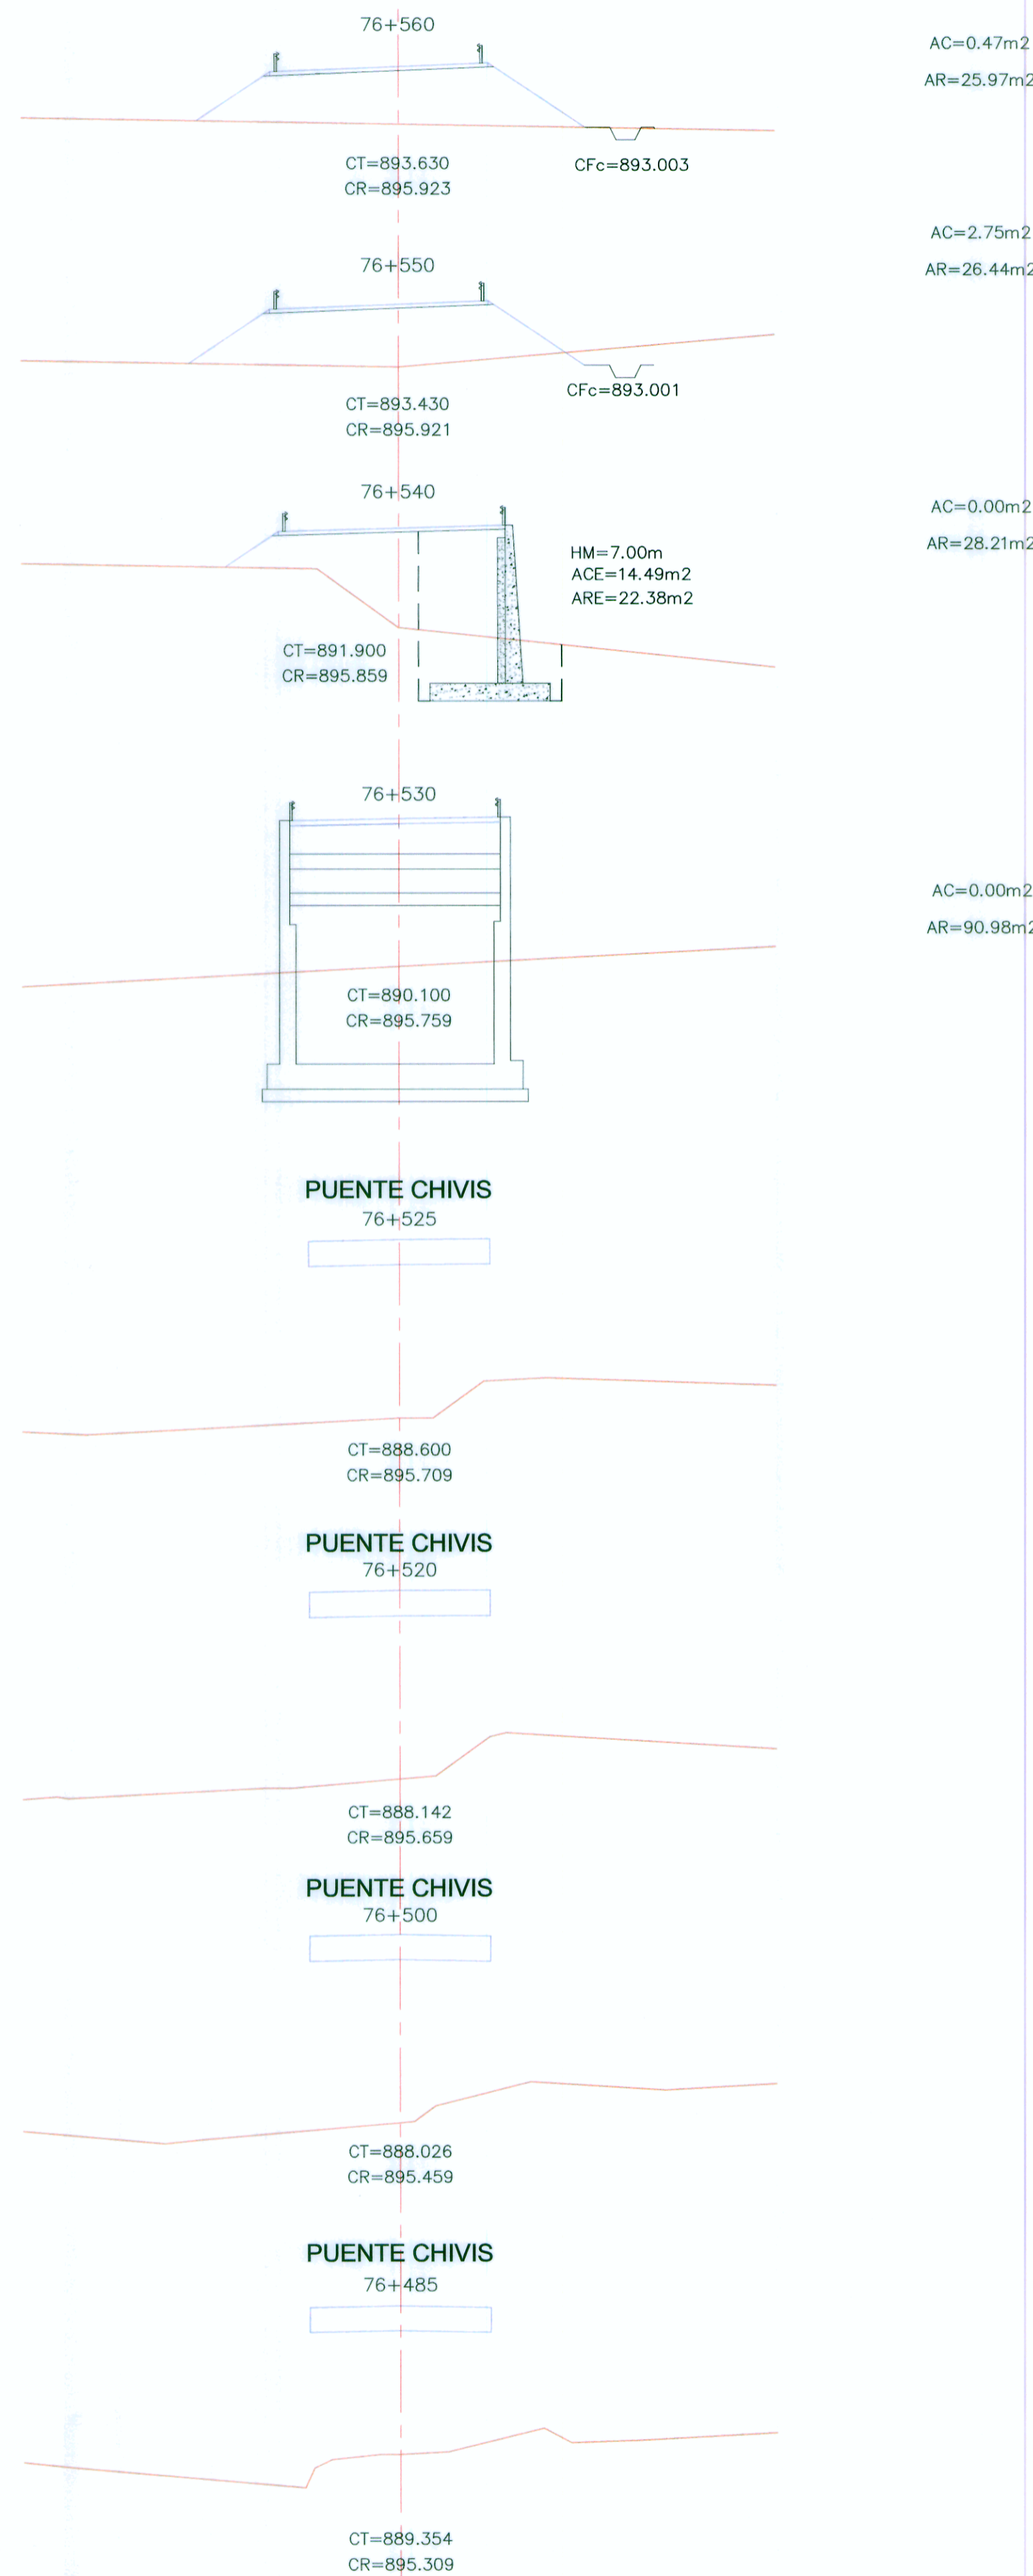 76+560
AC=0.47m2
AR=25.97m2
CT=893.630
CR=895.923
CFc=893.003
AC=2.75m2
AR=26.44m2
76+550
CFc=893.001
CT=893.430
CR=895.921
76+540
AC=0.00m2
AR=28.21m2
HM=7.00m
ACE=14.49m2
ARE=22.38m2
CT=891.900
CR=895.859
76+530
AC=0.00m2
AR=90.98m2
CT=890.100
CR=895.759
PUENTE CHIVIS
76+525
CT=888.600
CR=895.709
PUENTE CHIVIS
76+520
CT=888.142
CR=895.659
PUENTE CHIVIS
76+500
CT=888.026
CR=895.459
PUENTE CHIVIS
76+485
CT=889.354
CR=895.309